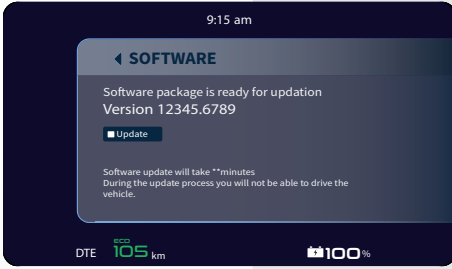 9:15 am
SOFTWARE
Software package is ready for updation
Version 12345.6789
Update
Software update will take **minutes
During the update process you will not be able to drive the
vehicle.
ECO
DTE 105 km
100%